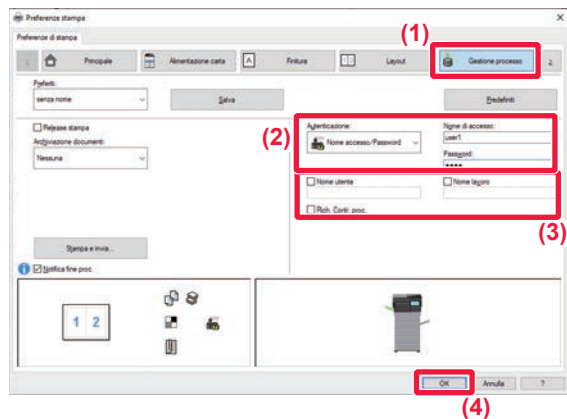 Preferenze stampa
Preferenze di stampa
(1)
Principale
Alimentazione carta
A
Finitura
Layout
Gestione processo
Preferiti:
senza nome
Salva
Predefiniti
Release stampa
Archiviazione documenti:
Nessuna
(2)
Autenticazione:
Nome accesso/Password
Nome di accesso:
user1
Password:
••••
Nome utente
Nome lavoro
Rich. Contr. proc.
(3)
Stampa e invia...
Notifica fine proc.
1 2
OK
Annulla
?
(4)